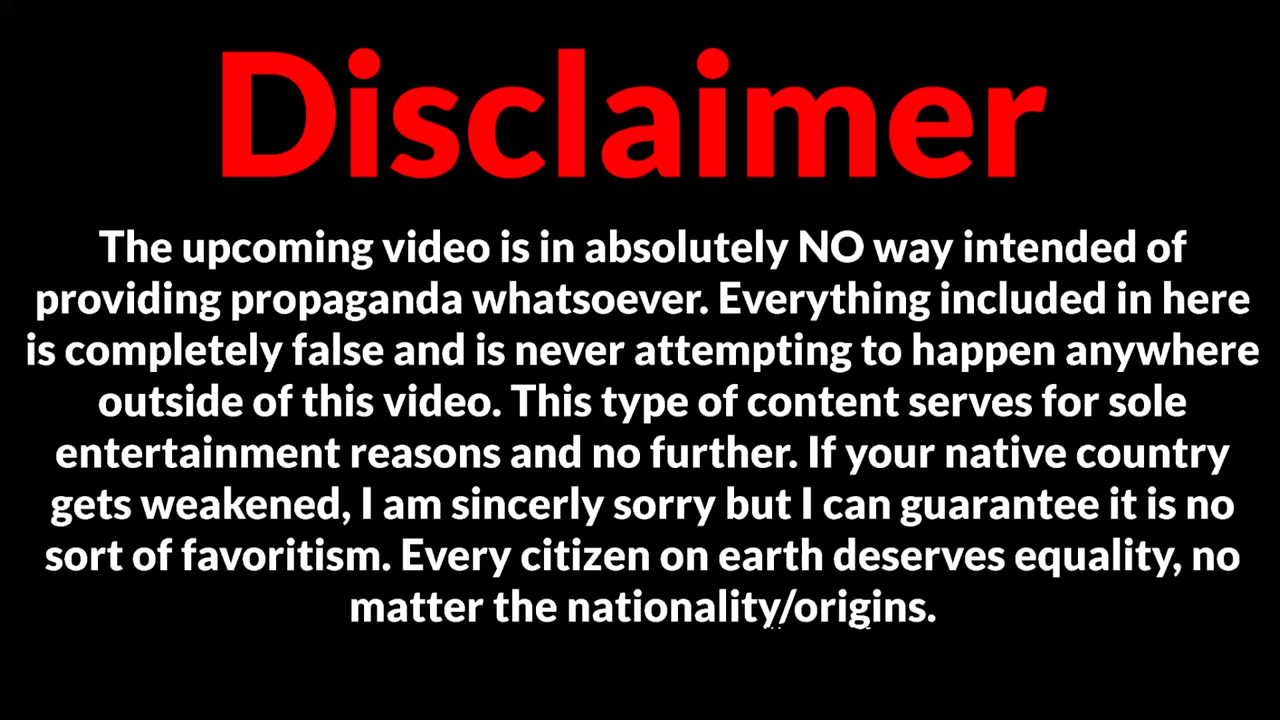 Disclaimer
The upcoming video is in absolutely NO way intended of
providing propaganda whatsoever. Everything included in here
is completely false and is never attempting to happen anywhere
outside of this video. This type of content serves for sole
entertainment reasons and no further. If your native country
gets weakened, I am sincerly sorry but I can guarantee it is no
sort of favoritism. Every citizen on earth deserves equality, no
matter the nationality/origins.